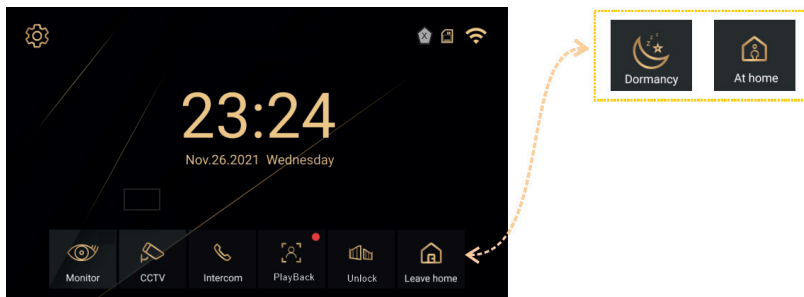 23:24
Nov.26.2021 Wednesday
Monitor
CCTV
Intercom
PlayBack
Unlock
Leave home
Dormancy
At home